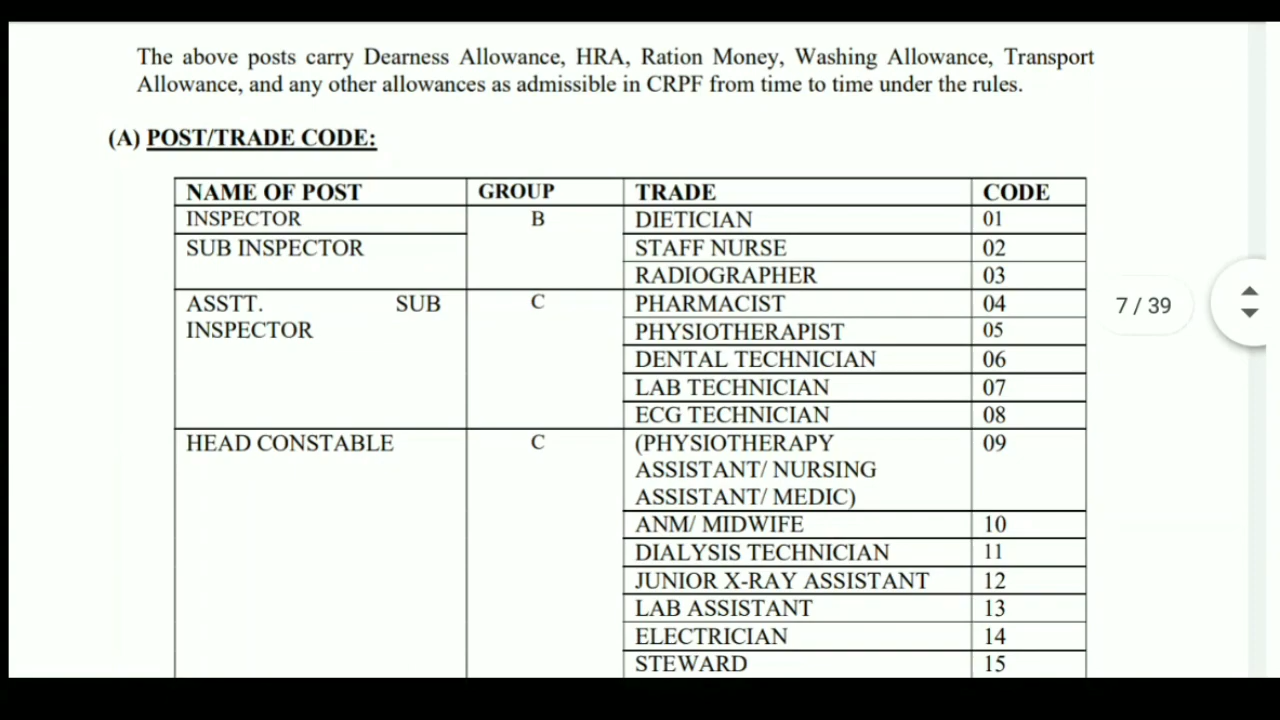 The above posts carry Dearness Allowance, HRA, Ration Money, Washing Allowance, Transport
Allowance, and any other allowances as admissible in CRPF from time to time under the rules.
(A) POST/TRADE CODE:
NAME OF POST GROUP TRADE CODE
INSPECTOR B DIETICIAN 01
SUB INSPECTOR STAFF NURSE 02
RADIOGRAPHER 03
ASSTT. SUB C PHARMACIST 04
INSPECTOR PHYSIOTHERAPIST 05
DENTAL TECHNICIAN 06
LAB TECHNICIAN 07
ECG TECHNICIAN 08
HEAD CONSTABLE C (PHYSIOTHERAPY 09
ASSISTANT/ NURSING
ASSISTANT/ MEDIC)
ANM/ MIDWIFE 10
DIALYSIS TECHNICIAN 11
JUNIOR X-RAY ASSISTANT 12
LAB ASSISTANT 13
ELECTRICIAN 14
STEWARD 15
7 / 39